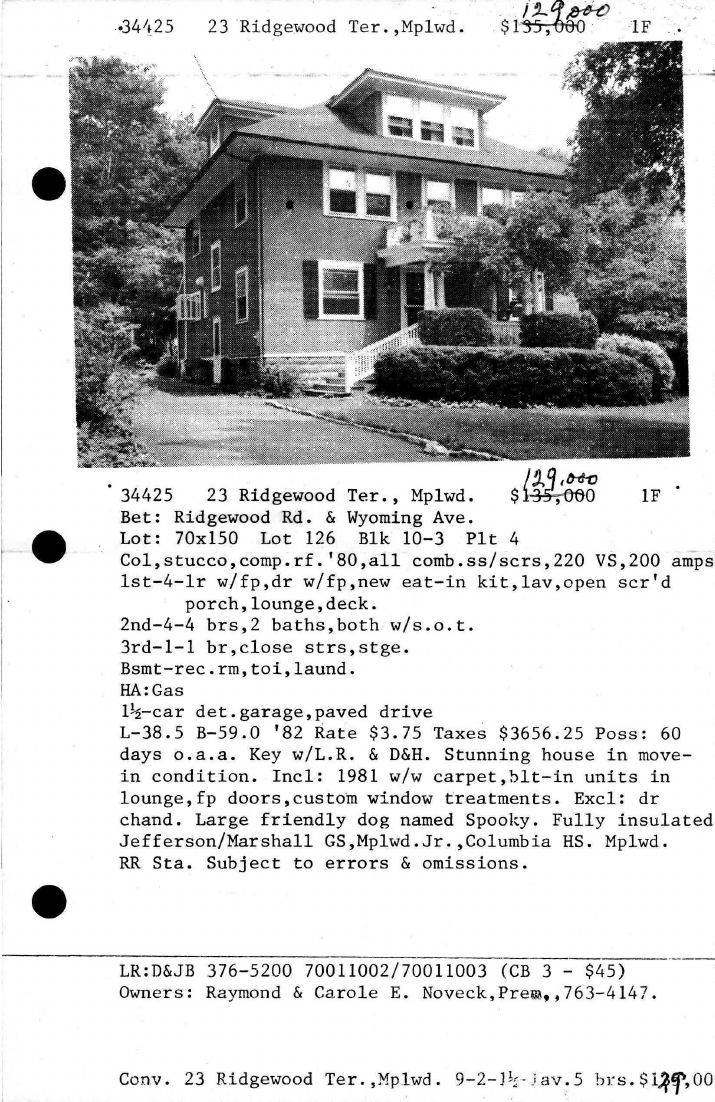 129,000
34425 23 Ridgewood Ter.,Mplwd. $135,000 1F
129,000
34425 23 Ridgewood Ter., Mplwd. $135,000 1F
Bet: Ridgewood Rd. & Wyoming Ave.
Lot: 70x150 Lot 126 Blk 10-3 Plt 4
Col,stucco,comp.rf.'80,all comb.ss/scrs,220 VS,200 amps
1st-4-lr w/fp,dr w/fp,new eat-in kit,lav,open scr'd
porch,lounge,deck.
2nd-4-4 brs,2 baths,both w/s.o.t.
3rd-1-1 br,close strs,stge.
Bsmt-rec.rm,toi,laund.
HA:Gas
1½-car det.garage,paved drive
L-38.5 B-59.0 '82 Rate $3.75 Taxes $3656.25 Poss: 60
days o.a.a. Key w/L.R. & D&H. Stunning house in move-
in condition. Incl: 1981 w/w carpet,blt-in units in
lounge,fp doors,custom window treatments. Excl: dr
chand. Large friendly dog named Spooky. Fully insulated
Jefferson/Marshall GS,Mplwd.Jr.,Columbia HS. Mplwd.
RR Sta. Subject to errors & omissions.
LR:D&JB 376-5200 70011002/70011003 (CB 3 - $45)
Owners: Raymond & Carole E. Noveck,Prem.,,763-4147.
Conv. 23 Ridgewood Ter.,Mplwd. 9-2-1½-lav.5 brs.$129,00